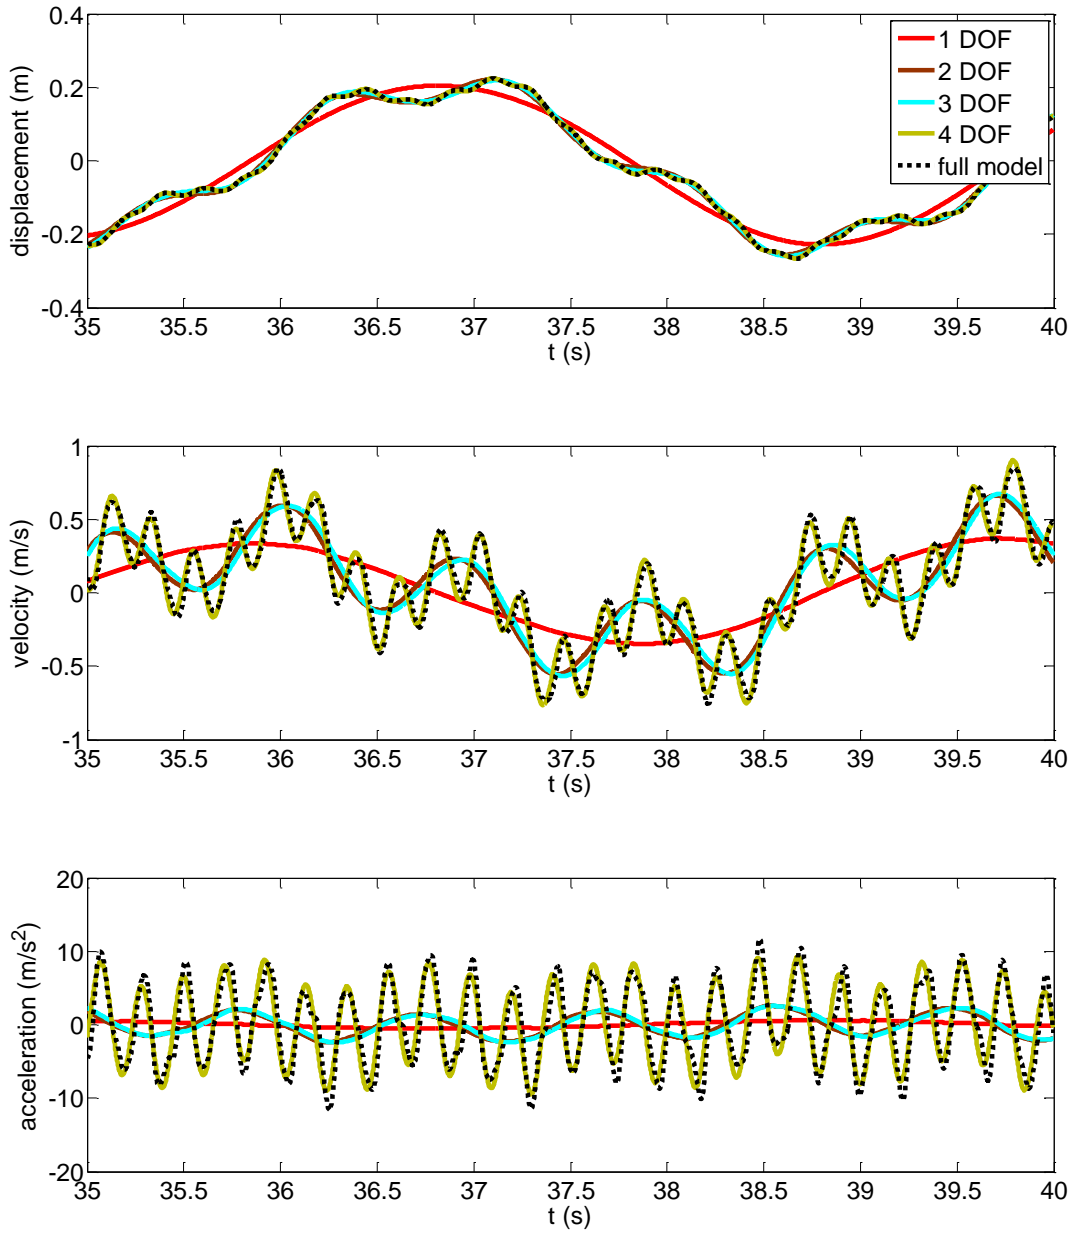 0.4
0.2
0
-0.2
-0.4
displacement (m)
1 DOF
2 DOF
3 DOF
4 DOF
full model
35 35.5 36 36.5 37 37.5 38 38.5 39 39.5 40
t (s)
1
0.5
0
-0.5
-1
velocity (m/s)
35 35.5 36 36.5 37 37.5 38 38.5 39 39.5 40
t (s)
20
10
0
-10
-20
acceleration (m/s²)
35 35.5 36 36.5 37 37.5 38 38.5 39 39.5 40
t (s)